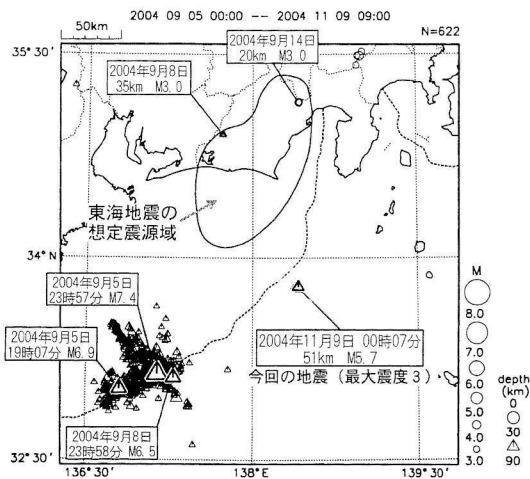 2004 09 05 00:00 -- 2004 11 09 09:00
50km
N=622
35°30'
2004年9月14日
20km M3.0
2004年9月8日
35km M3.0
東海地震の
想定震源域
34°N
2004年9月5日
23時57分 M7.4
2004年9月5日
19時07分 M6.9
2004年11月9日 00時07分
51km M5.7
今回の地震（最大震度3）
2004年9月8日
23時58分 M6.5
32°30'
136°30'
138°E
139°30'
M
8.0
7.0
6.0
5.0
4.0
3.0
depth
(km)
0
30
90